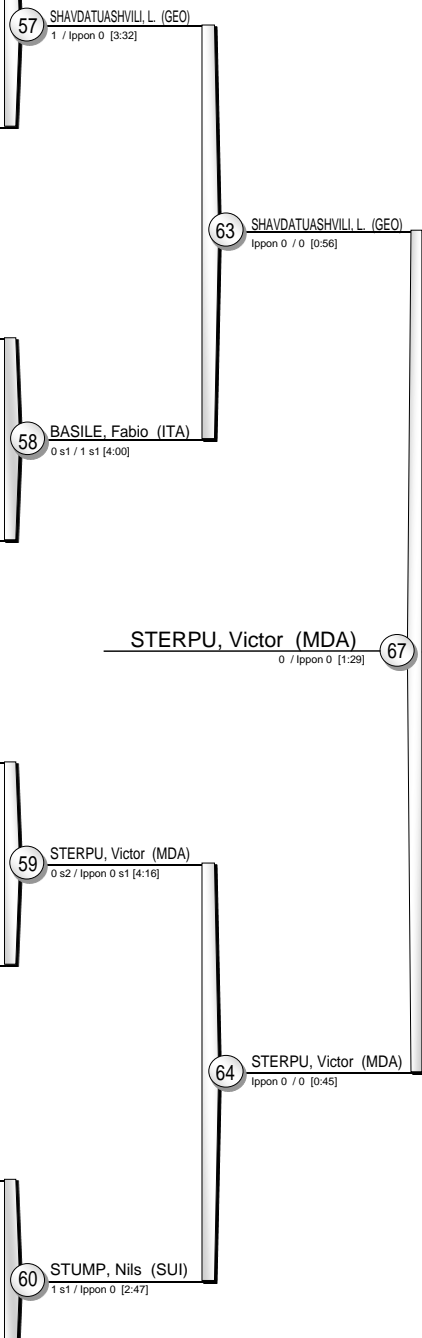 57
SHAVDATUASHVILI, L. (GEO)
1 / Ippon 0 [3:32]
63
SHAVDATUASHVILI, L. (GEO)
Ippon 0 / 0 [0:56]
58
BASILE, Fabio (ITA)
0 s1 / 1 s1 [4:00]
STERPU, Victor (MDA)
0 / Ippon 0 [1:29]
67
59
STERPU, Victor (MDA)
0 s2 / Ippon 0 s1 [4:16]
64
STERPU, Victor (MDA)
Ippon 0 / 0 [0:45]
60
STUMP, Nils (SUI)
1 s1 / Ippon 0 [2:47]